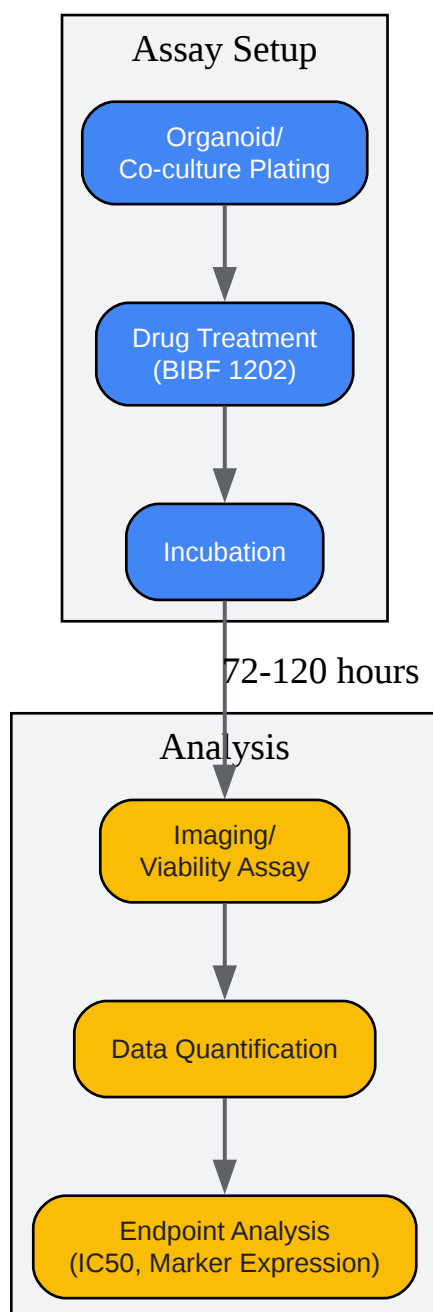 Assay Setup
Organoid/
Co-culture Plating
Drug Treatment
(BIBF 1202)
Incubation
72-120 hours
Analysis
Imaging/
Viability Assay
Data Quantification
Endpoint Analysis
(IC50, Marker Expression)